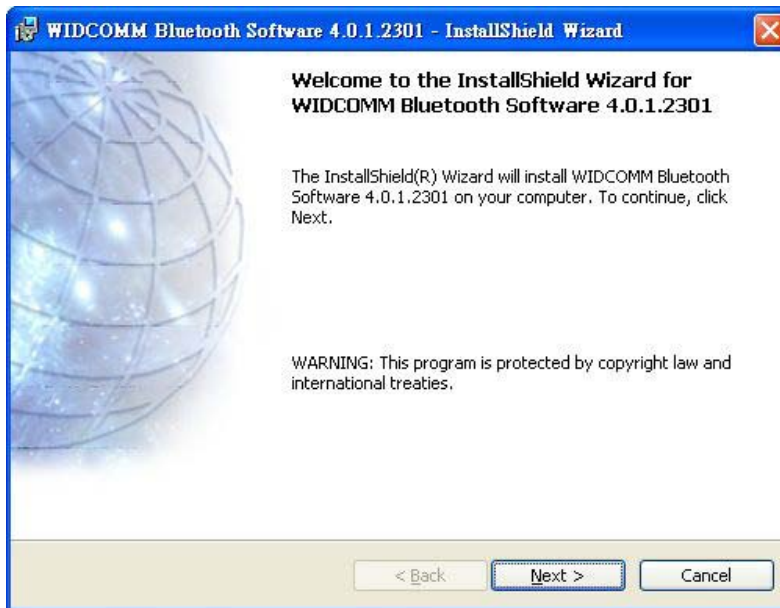 WIDCOMM Bluetooth Software 4.0.1.2301 - InstallShield Wizard
Welcome to the InstallShield Wizard for
WIDCOMM Bluetooth Software 4.0.1.2301
The InstallShield(R) Wizard will install WIDCOMM Bluetooth
Software 4.0.1.2301 on your computer. To continue, click
Next.
WARNING: This program is protected by copyright law and
international treaties.
< Back Next > Cancel